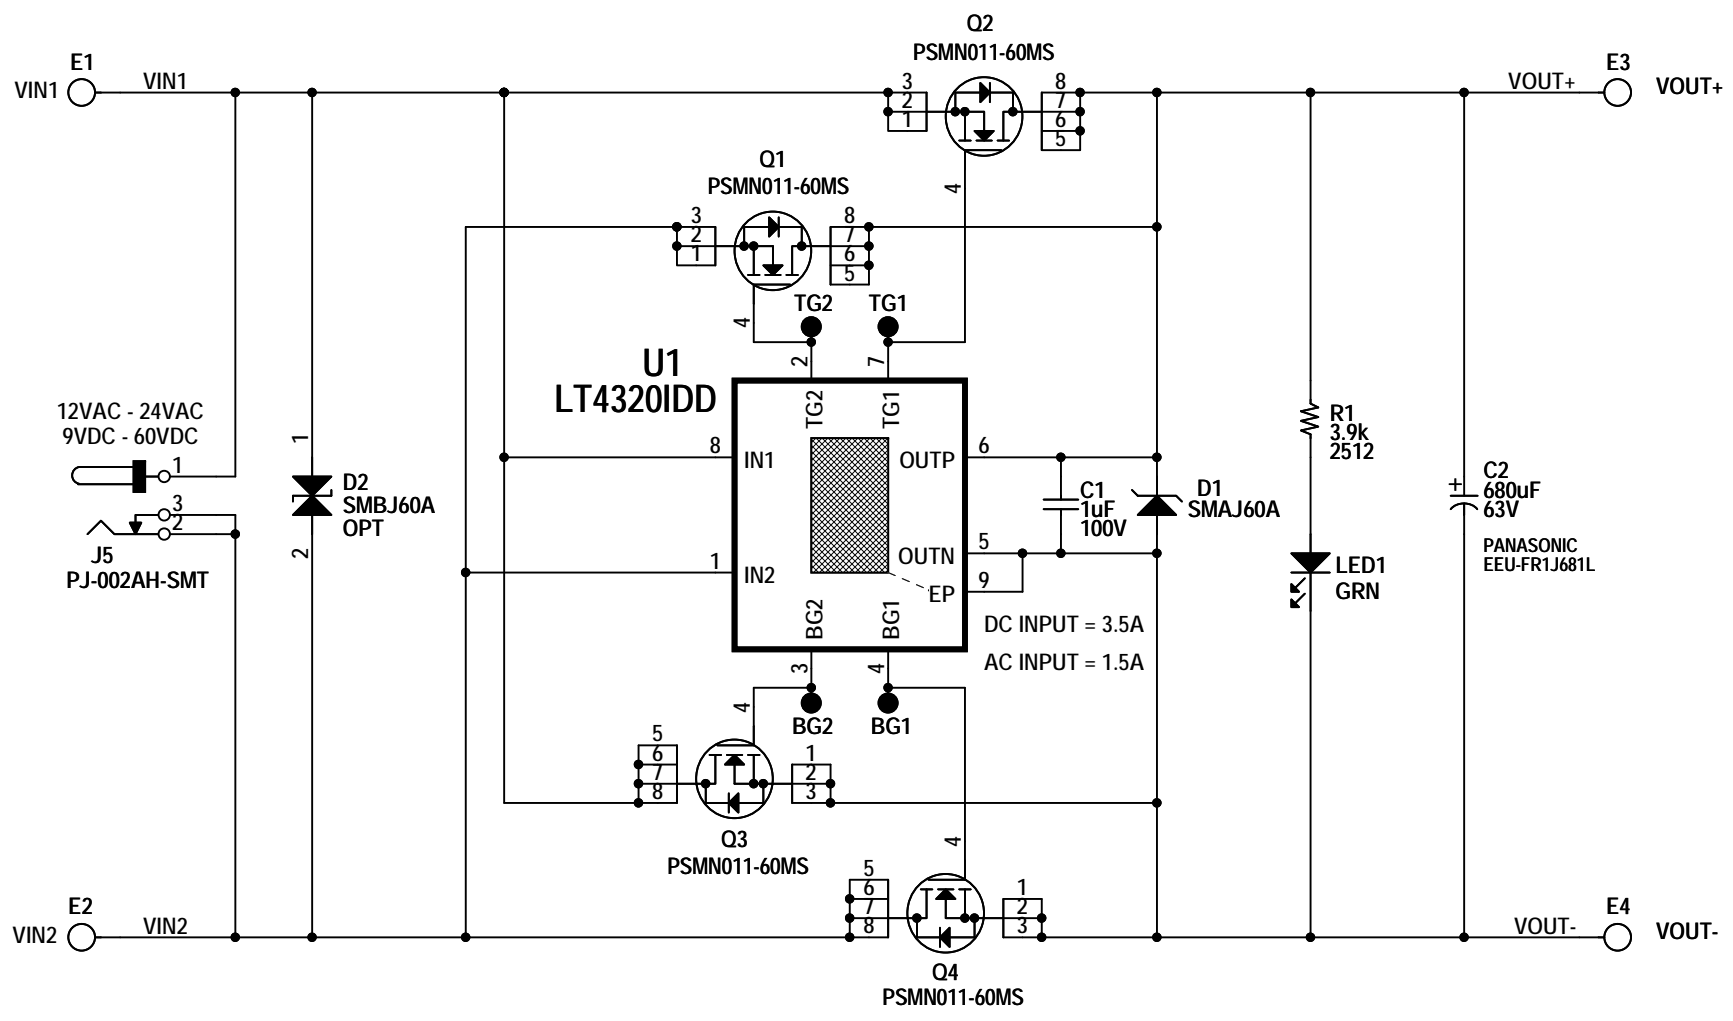 Q2
PSMN011-60MS
E1
VIN1
VIN1
3
2
1
8
7
6
5
4
VOUT+
E3
VOUT+
Q1
PSMN011-60MS
3
2
1
8
7
6
5
4
TG2
TG1
2
7
U1
LT4320IDD
TG2
TG1
12VAC - 24VAC
9VDC - 60VDC
1
3
2
J5
PJ-002AH-SMT
1
D2
SMBJ60A
OPT
2
8
IN1
1
IN2
OUTP
6
OUTN
5
EP
9
BG2
BG1
C1
1uF
100V
D1
SMAJ60A
R1
3.9k
2512
LED1
GRN
+
C2
680uF
63V
PANASONIC
EEU-FR1J681L
DC INPUT = 3.5A
AC INPUT = 1.5A
3
4
BG2
BG1
4
5
6
7
8
1
2
3
Q3
PSMN011-60MS
4
5
6
7
8
1
2
3
E2
VIN2
VIN2
VOUT-
E4
VOUT-
Q4
PSMN011-60MS